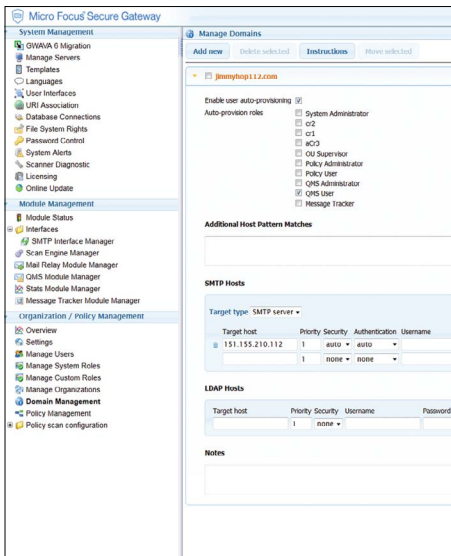 Micro Focus Secure Gateway
System Management
GWAVA 6 Migration
Manage Servers
Templates
Languages
User Interfaces
URI Association
Database Connections
File System Rights
Password Control
System Alerts
Scanner Diagnostic
Licensing
Online Update
Module Management
Module Status
Interfaces
SMTP Interface Manager
Scan Engine Manager
Mail Relay Module Manager
QMS Module Manager
Stats Module Manager
Message Tracker Module Manager
Organization / Policy Management
Overview
Settings
Manage Users
Manage System Roles
Manage Custom Roles
Manage Organizations
Domain Management
Policy Management
Policy scan configuration
Manage Domains
Add new Delete selected Instructions Move selected
jimmyhop112.com
Enable user auto-provisioning
Auto-provision roles
System Administrator
cr2
cr1
aCr3
OU Supervisor
Policy Administrator
Policy User
QMS Administrator
QMS User
Message Tracker
Additional Host Pattern Matches
SMTP Hosts
Target type SMTP server
Target host Priority Security Authentication Username
151.155.210.112 1 auto auto
1 none none
LDAP Hosts
Target host Priority Security Username Password
1 none
Notes